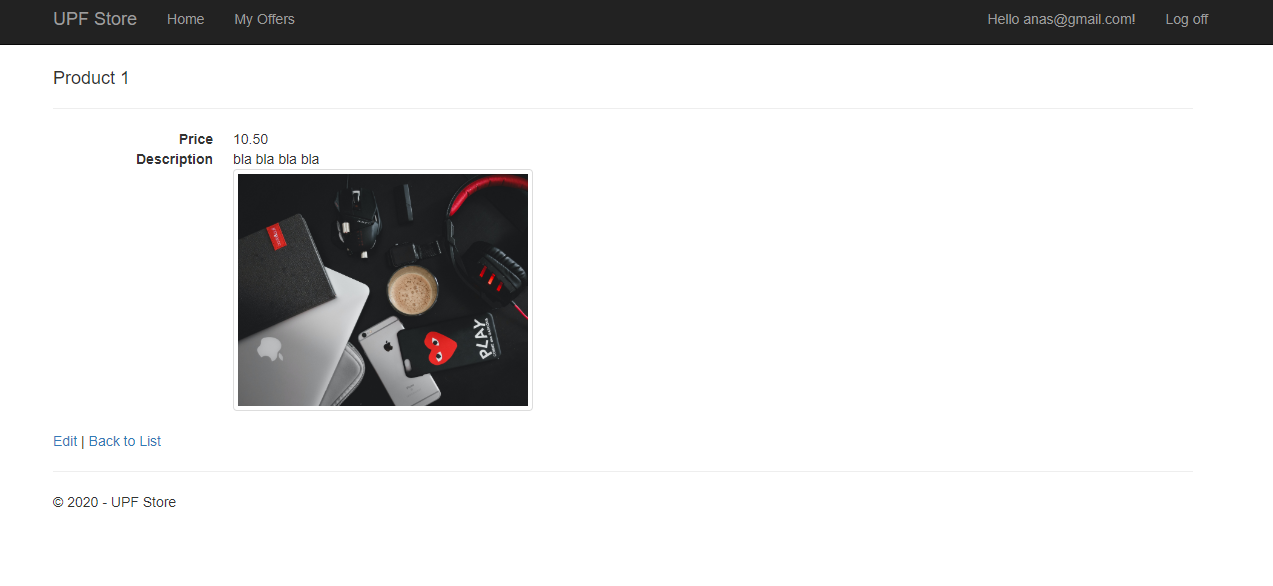 UPF Store Home My Offers Hello anas@gmail.com! Log off
Product 1
Price 10.50
Description bla bla bla bla
PLAY
Edit | Back to List
© 2020 - UPF Store